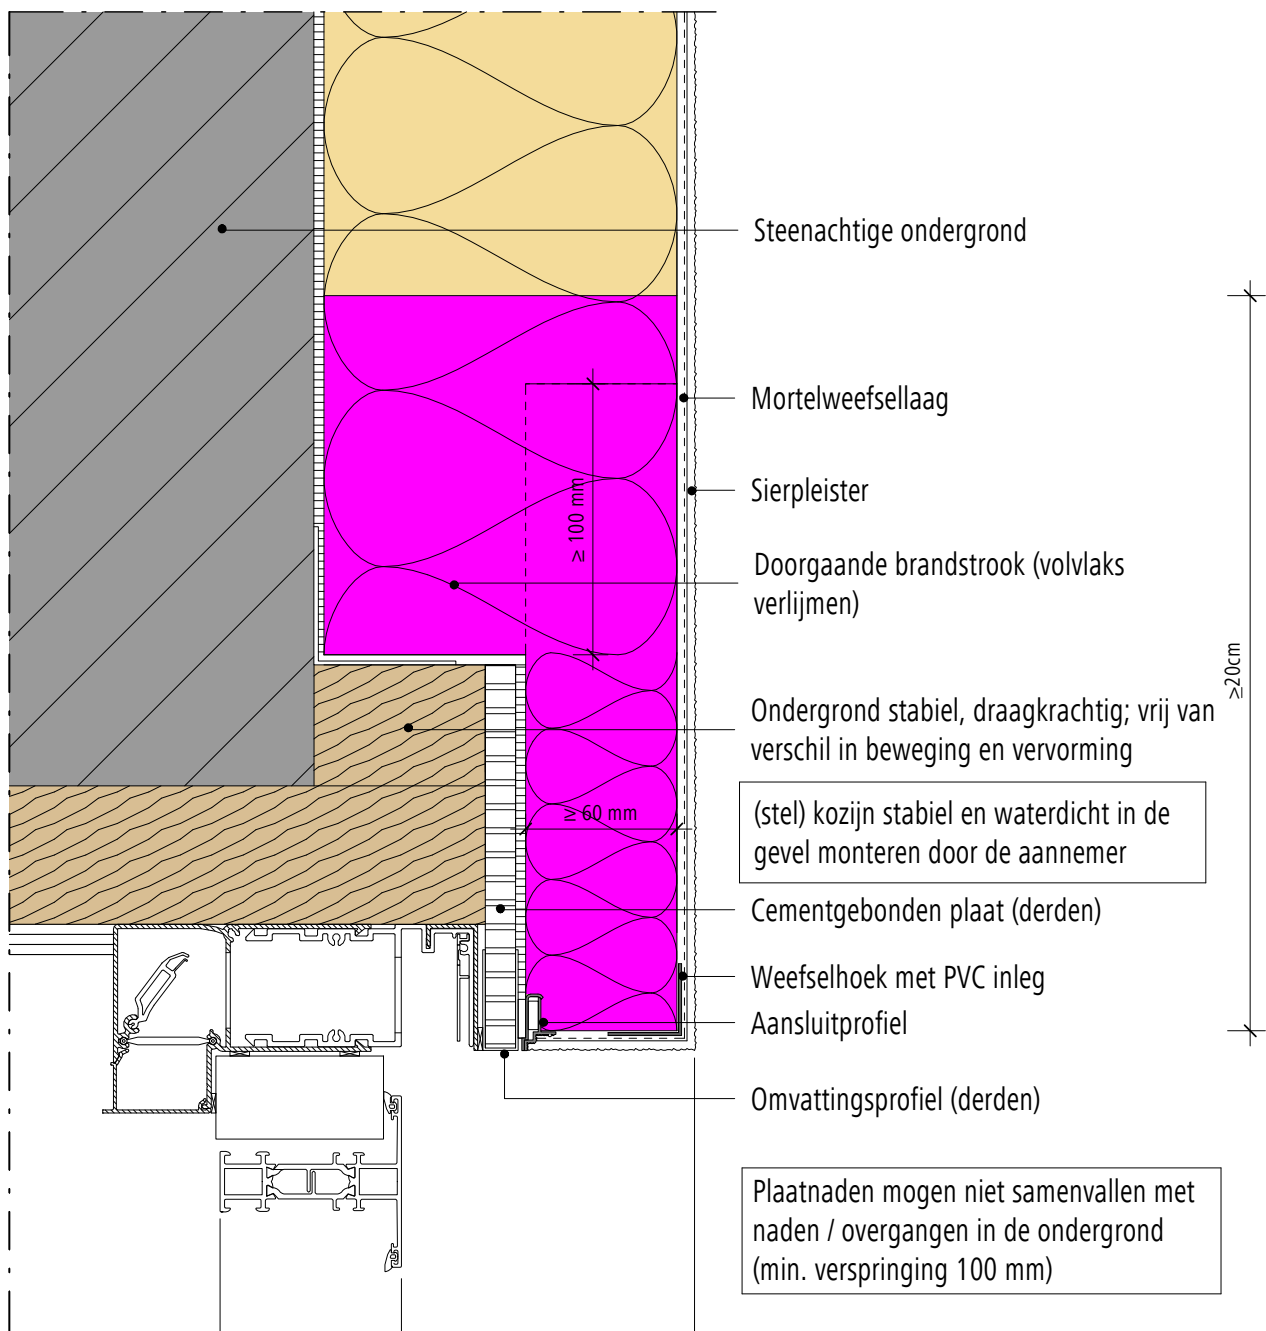 Steenachtige ondergrond
Mortelweefsellaag
Sierpleister
≥ 100 mm
Doorgaande brandstrook (volvlaks
verlijmen)
≥20cm
Ondergrond stabiel, draagkrachtig; vrij van
verschil in beweging en vervorming
≥ 60 mm
(stel) kozijn stabiel en waterdicht in de
gevel monteren door de aannemer
Cementgebonden plaat (derden)
Weefselhoek met PVC inleg
Aansluitprofiel
Omvattingsprofiel (derden)
Plaatnaden mogen niet samenvallen met
naden / overgangen in de ondergrond
(min. verspringing 100 mm)